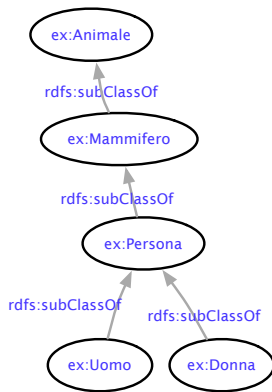 ex:Animale
rdfs:subClassOf
ex:Mammifero
rdfs:subClassOf
ex:Persona
rdfs:subClassOf
rdfs:subClassOf
ex:Uomo
ex:Donna